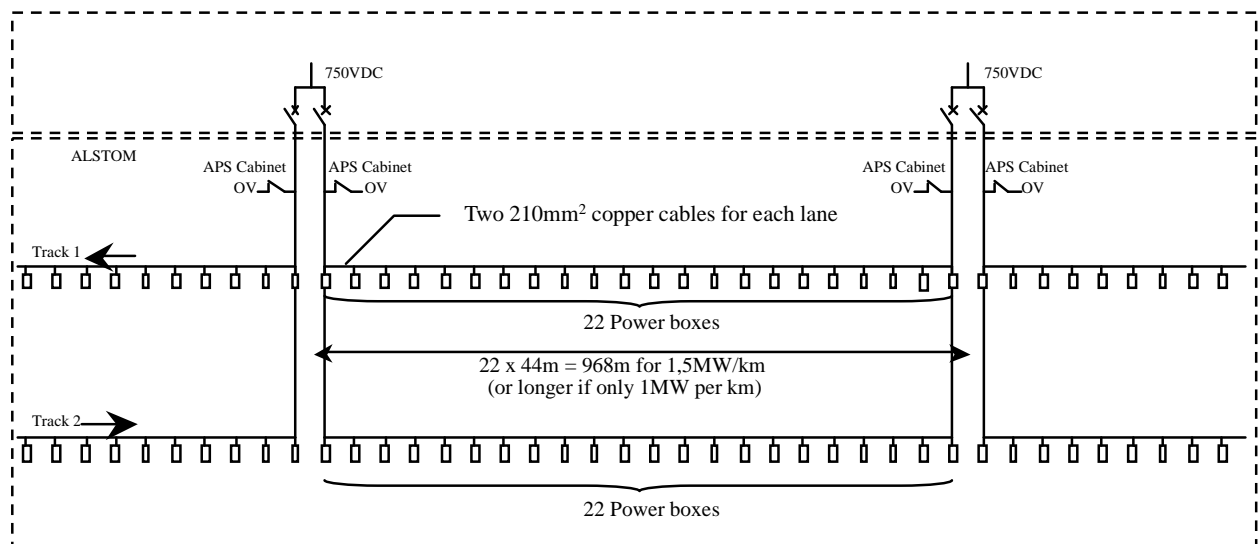 750VDC
750VDC
ALSTOM
APS Cabinet
APS Cabinet
APS Cabinet
APS Cabinet
OV
OV
OV
OV
Two 210mm² copper cables for each lane
Track 1
22 Power boxes
22 x 44m = 968m for 1,5MW/km
(or longer if only 1MW per km)
Track 2
22 Power boxes